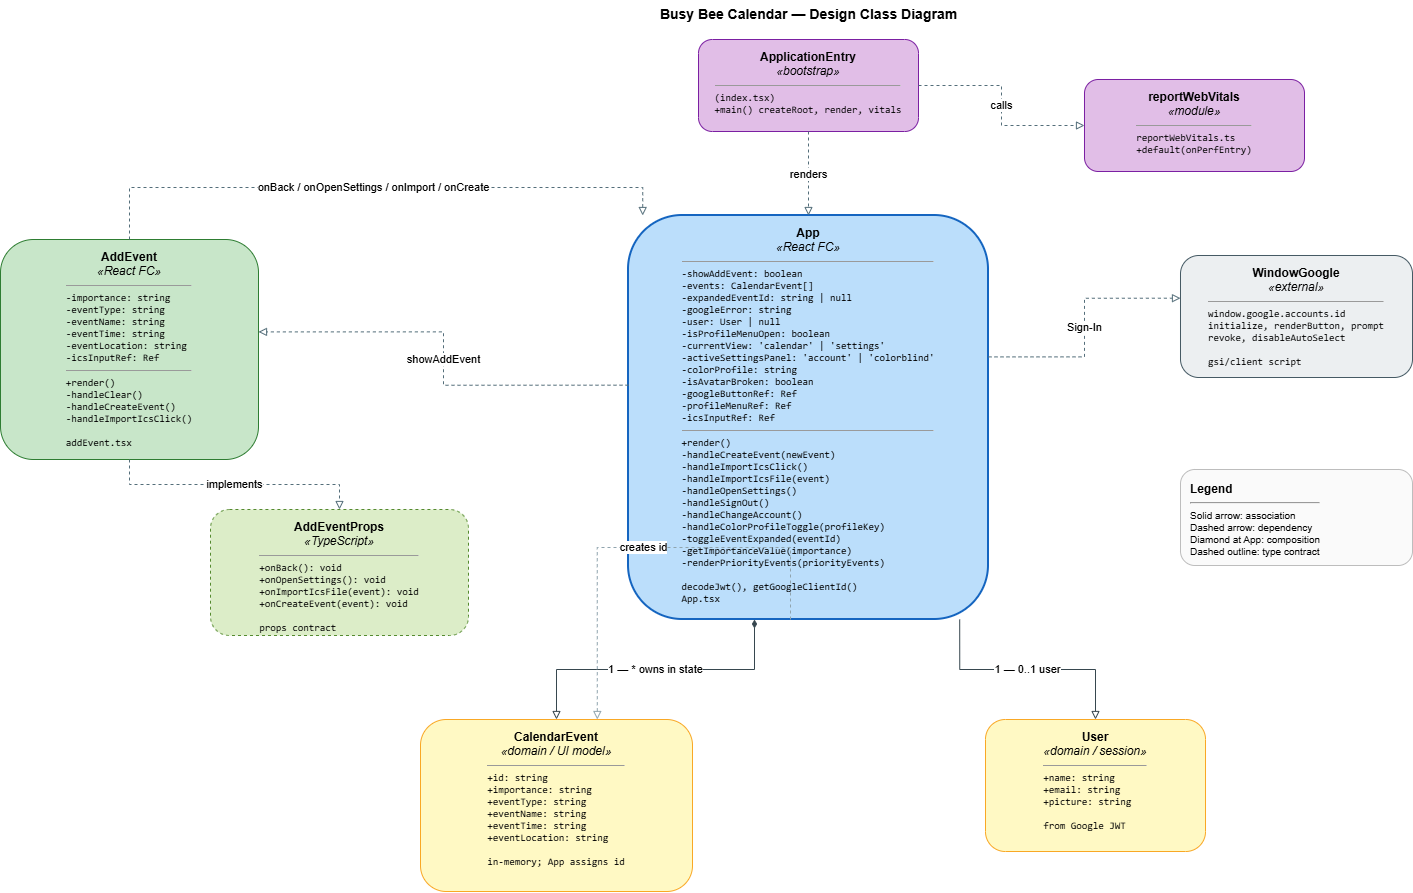 Busy Bee Calendar — Design Class Diagram
ApplicationEntry
«bootstrap»
(index.tsx)
+main() createRoot, render, vitals
calls
reportWebVitals
«module»
reportWebVitals.ts
+default(onPerfEntry)
renders
onBack / onOpenSettings / onImport / onCreate
AddEvent
«React FC»
-importance: string
-eventType: string
-eventName: string
-eventTime: string
-eventLocation: string
-icsInputRef: Ref
+render()
-handleClear()
-handleCreateEvent()
-handleImportIcsClick()
addEvent.tsx
showAddEvent
App
«React FC»
-showAddEvent: boolean
-events: CalendarEvent[]
-expandedEventId: string | null
-googleError: string
-user: User | null
-isProfileMenuOpen: boolean
-currentView: 'calendar' | 'settings'
-activeSettingsPanel: 'account' | 'colorblind'
-colorProfile: string
-isAvatarBroken: boolean
-googleButtonRef: Ref
-profileMenuRef: Ref
-icsInputRef: Ref
+render()
-handleCreateEvent(newEvent)
-handleImportIcsClick()
-handleImportIcsFile(event)
-handleOpenSettings()
-handleSignOut()
-handleChangeAccount()
-handleColorProfileToggle(profileKey)
-toggleEventExpanded(eventId)
-getImportanceValue(importance)
-renderPriorityEvents(priorityEvents)
decodeJwt(), getGoogleClientId()
App.tsx
Sign-In
WindowGoogle
«external»
window.google.accounts.id
initialize, renderButton, prompt
revoke, disableAutoSelect
gsi/client script
implements
AddEventProps
«TypeScript»
+onBack(): void
+onOpenSettings(): void
+onImportIcsFile(event): void
+onCreateEvent(event): void
props contract
creates id
Legend
Solid arrow: association
Dashed arrow: dependency
Diamond at App: composition
Dashed outline: type contract
1 — * owns in state
1 — 0..1 user
CalendarEvent
«domain / UI model»
+id: string
+importance: string
+eventType: string
+eventName: string
+eventTime: string
+eventLocation: string
in-memory; App assigns id
User
«domain / session»
+name: string
+email: string
+picture: string
from Google JWT